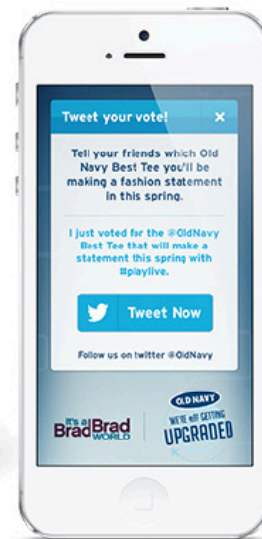 Tweet your vote! ×
Tell your friends which Old
Navy Best Tee you'll be
making a fashion statement
in this spring.
I just voted for the @OldNavy
Best Tee that will make a
statement this spring with
#playlive.
Tweet Now
Follow us on twitter @OldNavy
it's a
BradBrad
WORLD
OLD NAVY
WE'RE all GETTING
UPGRADED